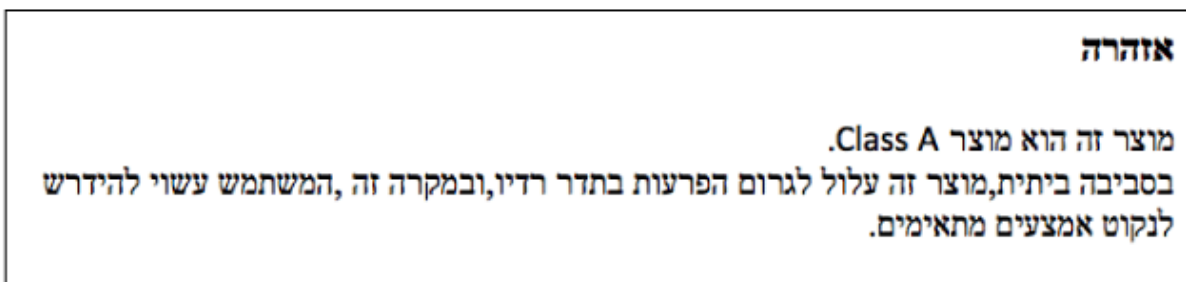 אזהרה
מוצר זה הוא מוצר Class A.
בסביבה ביתית,מוצר זה עלול לגרום הפרעות בתדר רדיו,ובמקרה זה ,המשתמש עשוי להידרש
לנקוט אמצעים מתאימים.